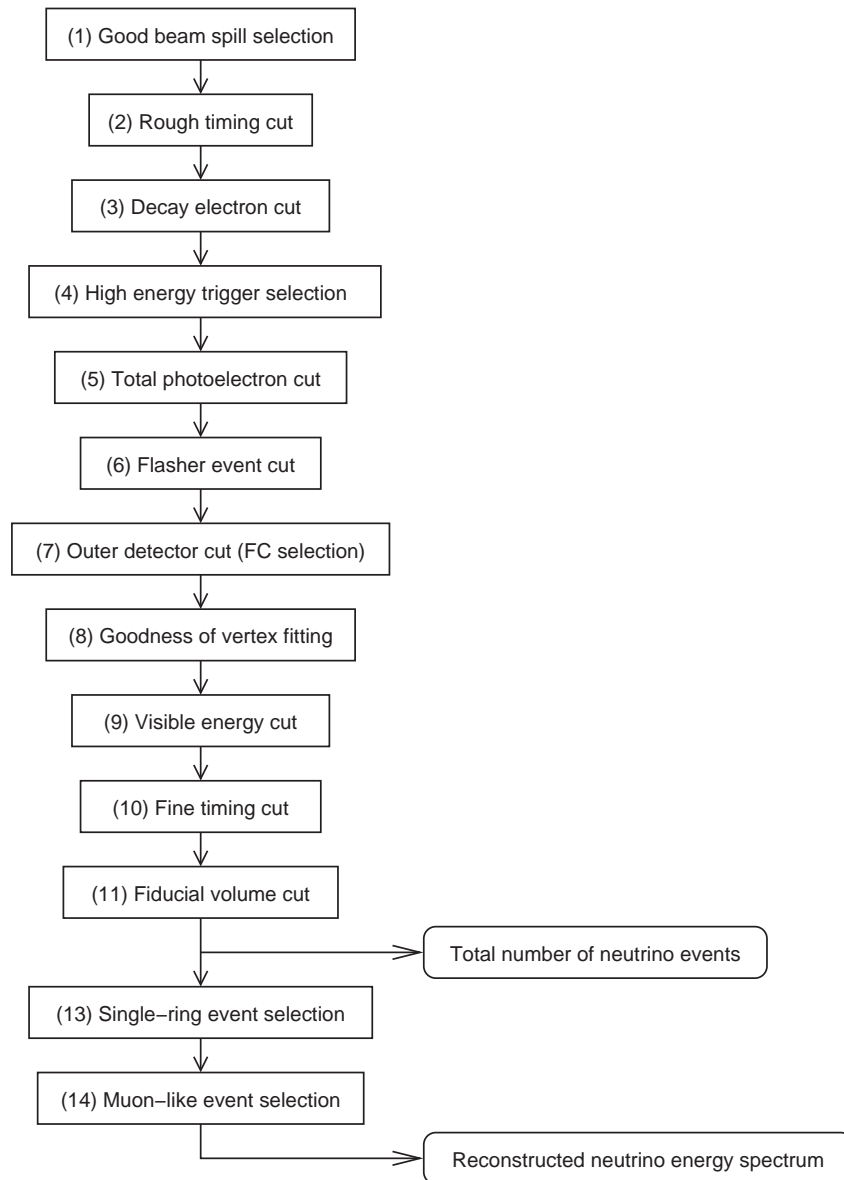 (1) Good beam spill selection
(2) Rough timing cut
(3) Decay electron cut
(4) High energy trigger selection
(5) Total photoelectron cut
(6) Flasher event cut
(7) Outer detector cut (FC selection)
(8) Goodness of vertex fitting
(9) Visible energy cut
(10) Fine timing cut
(11) Fiducial volume cut
Total number of neutrino events
(13) Single−ring event selection
(14) Muon−like event selection
Reconstructed neutrino energy spectrum